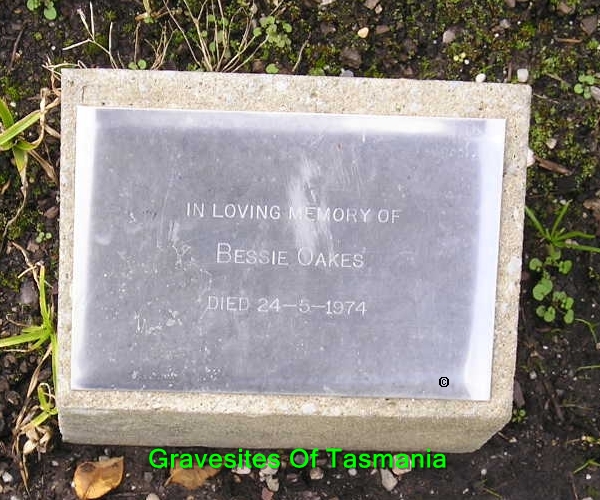 IN LOVING MEMORY OF
BESSIE OAKES
DIED 24-5-1974
©
Gravesites Of Tasmania